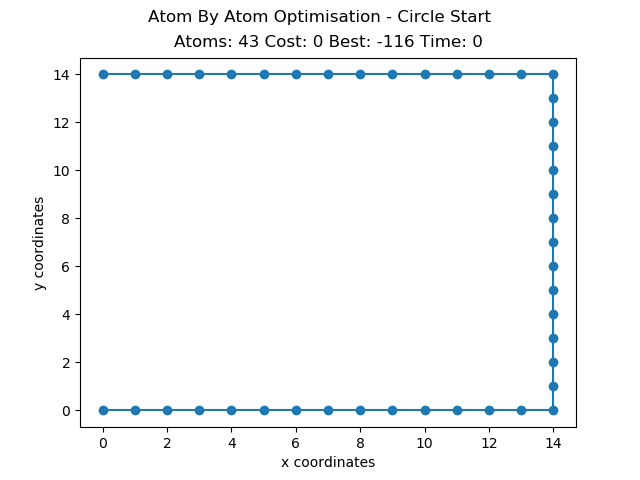 Atom By Atom Optimisation - Circle Start
Atoms: 43 Cost: 0 Best: -116 Time: 0
14
12
10
8
6
4
2
0
y coordinates
0 2 4 6 8 10 12 14
x coordinates